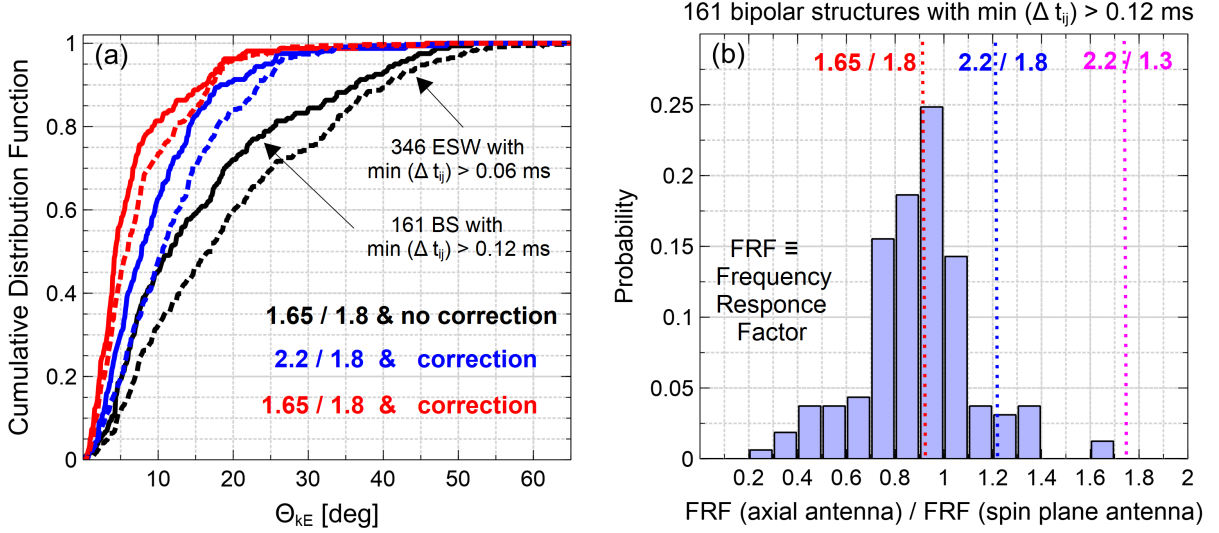 (a)
Cumulative Distribution Function
1
0.8
0.6
0.4
0.2
0
346 ESW with
min (Δ tij) > 0.06 ms
161 BS with
min (Δ tij) > 0.12 ms
1.65 / 1.8 & no correction
2.2 / 1.8 & correction
1.65 / 1.8 & correction
10 20 30 40 50 60
ΘkE [deg]
161 bipolar structures with min (Δ tij) > 0.12 ms
(b)
1.65 / 1.8
2.2 / 1.8
2.2 / 1.3
Probability
0.25
0.2
0.15
0.1
0.05
0
FRF ≡
Frequency
Responce
Factor
0.2 0.4 0.6 0.8 1 1.2 1.4 1.6 1.8 2
FRF (axial antenna) / FRF (spin plane antenna)